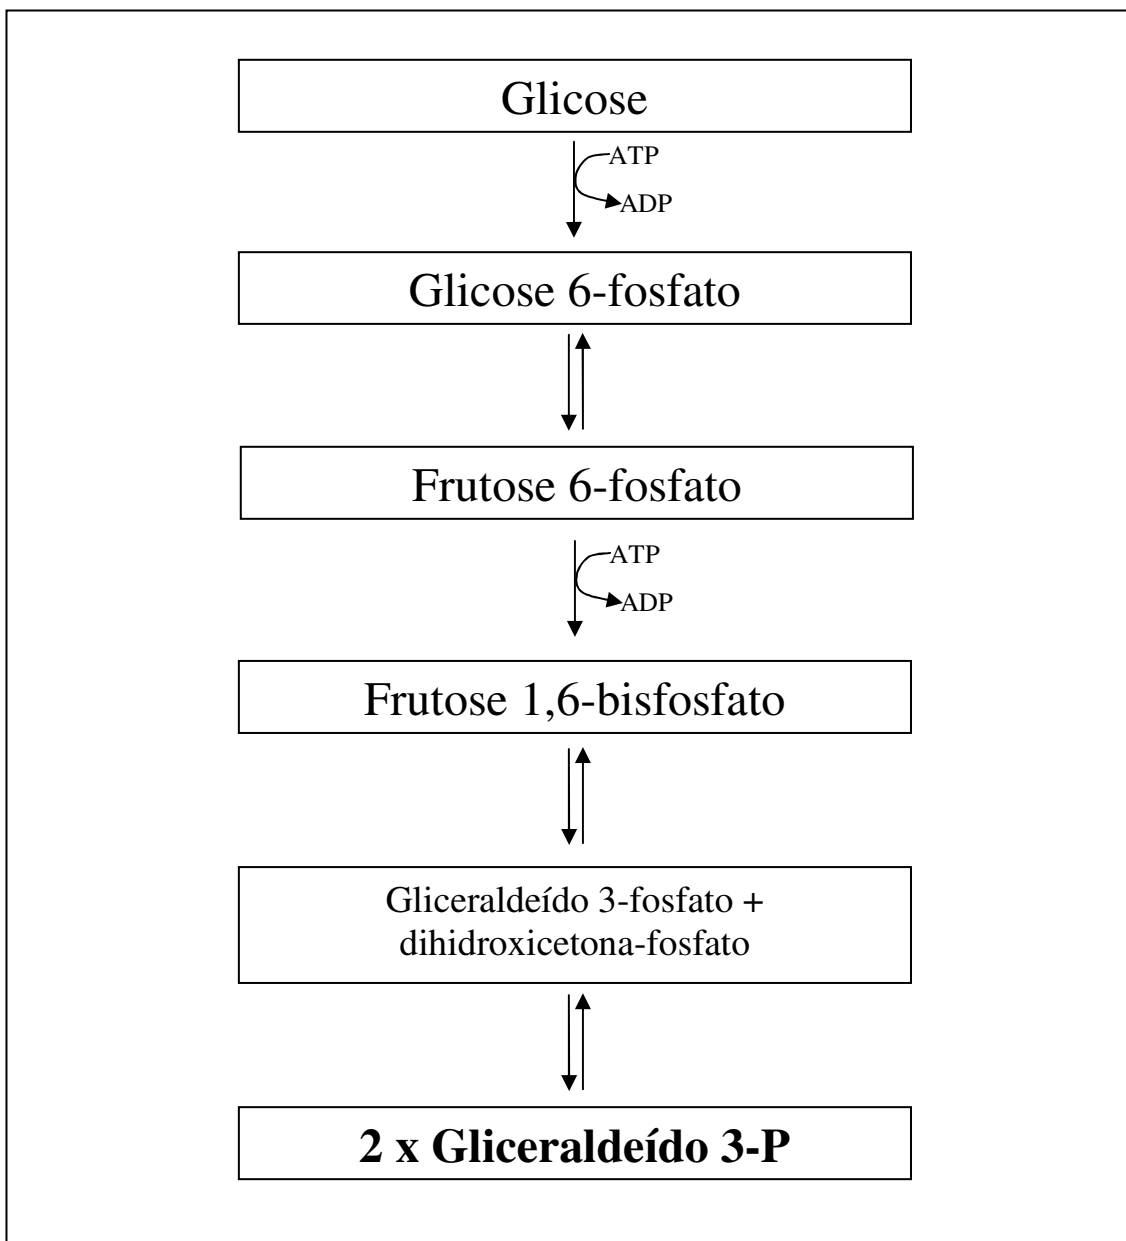 Glicose
ATP
ADP
Glicose 6-fosfato
Frutose 6-fosfato
ATP
ADP
Frutose 1,6-bisfosfato
Gliceraldeído 3-fosfato +
dihidroxicetona-fosfato
2 x Gliceraldeído 3-P